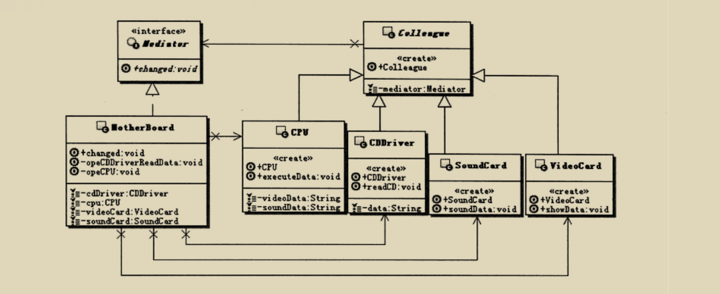 «interface»
Mediator
+changed:void
Colleague
«create»
+Colleague
-mediator:Mediator
MotherBoard
+changed:void
-opeCDDriverReadData:void
-opeCPU:void
-cdDriver:CDDriver
-cpu:CPU
-videoCard:VideoCard
-soundCard:SoundCard
CPU
«create»
+CPU
+executeData:void
-videoData:String
-soundData:String
CDDriver
«create»
+CDDriver
+readCD:void
-data:String
SoundCard
«create»
+SoundCard
+soundData:void
VideoCard
«create»
+VideoCard
+showData:void